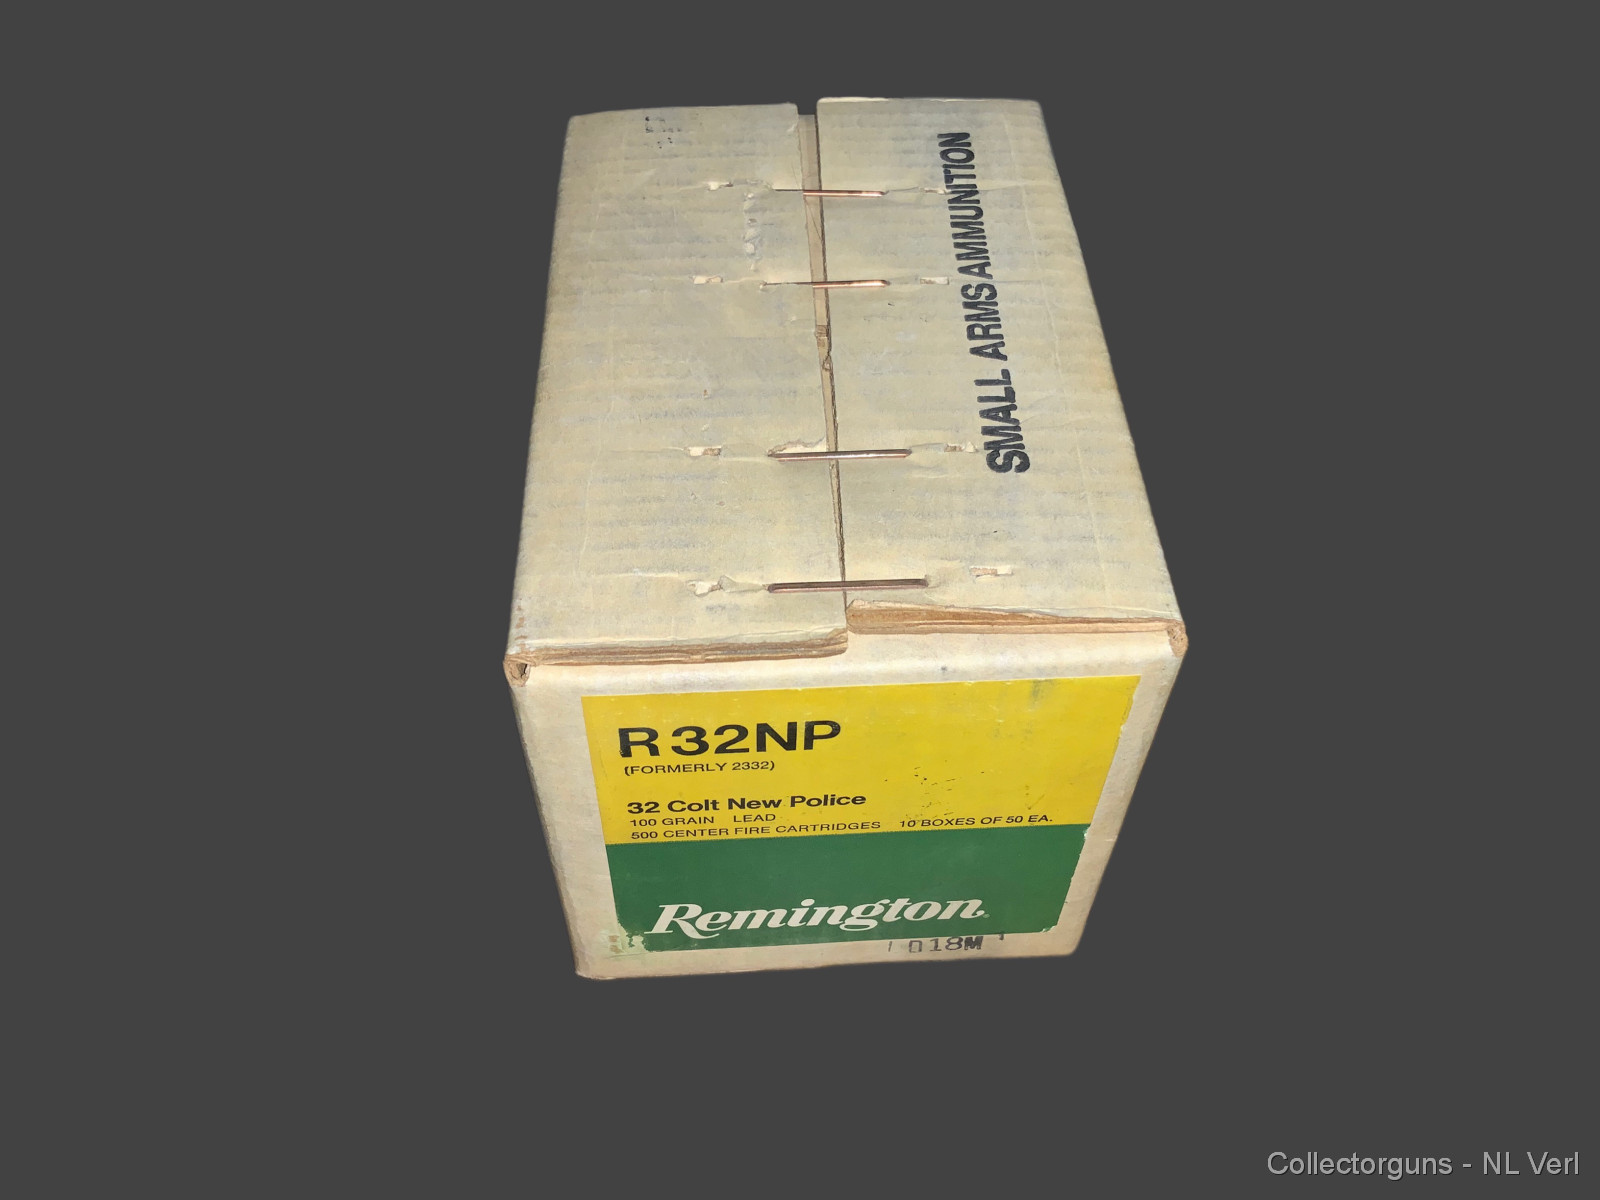 SMALL ARMS AMMUNITION
R32NP
(FORMERLY 2332)
32 Colt New Police
100 GRAIN LEAD
500 CENTER FIRE CARTRIDGES 10 BOXES OF 50 EA.
Remington
Collectorguns - NL Verl